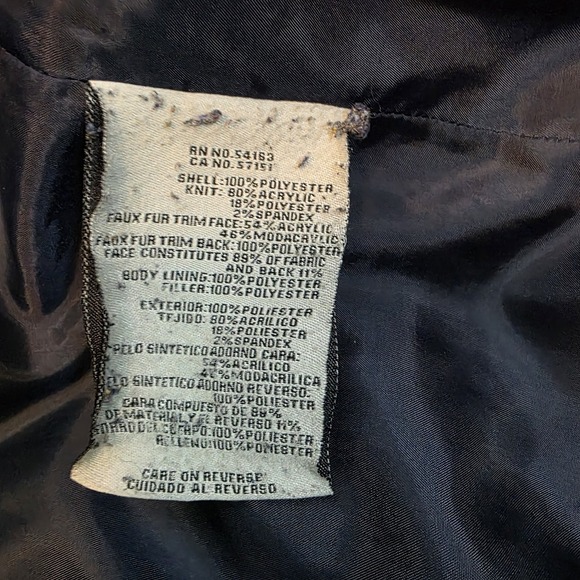 RN NO.54163
CA NO.57151
SHELL:100%POLYESTER
KNIT: 80%ACRYLIC
18%POLYESTER
2%SPANDEX
FAUX FUR TRIM FACE:54%ACRYLIC
46%MODACRYLIC
FAUX FUR TRIM BACK:100%POLYESTER
FACE CONSTITUTES 89% OF FABRIC
AND BACK 11%
BODY LINING:100%POLYESTER
FILLER:100%POLYESTER
EXTERIOR:100%POLIESTER
TEJIDO: 80%ACRILICO
18%POLIESTER
2%SPANDEX
PELO SINTETICO ADORNO CARA:
54%ACRILICO
46%MODACRILICA
PELO SINTETICO ADORNO REVERSO:
100%POLIESTER
CARA COMPUESTO DE 89%
DE MATERIAL Y EL REVERSO 11%
FORRO DEL CERPO:100%POLIESTER
RELLENO:100%POLIESTER
CARE ON REVERSE
CUIDADO AL REVERSO